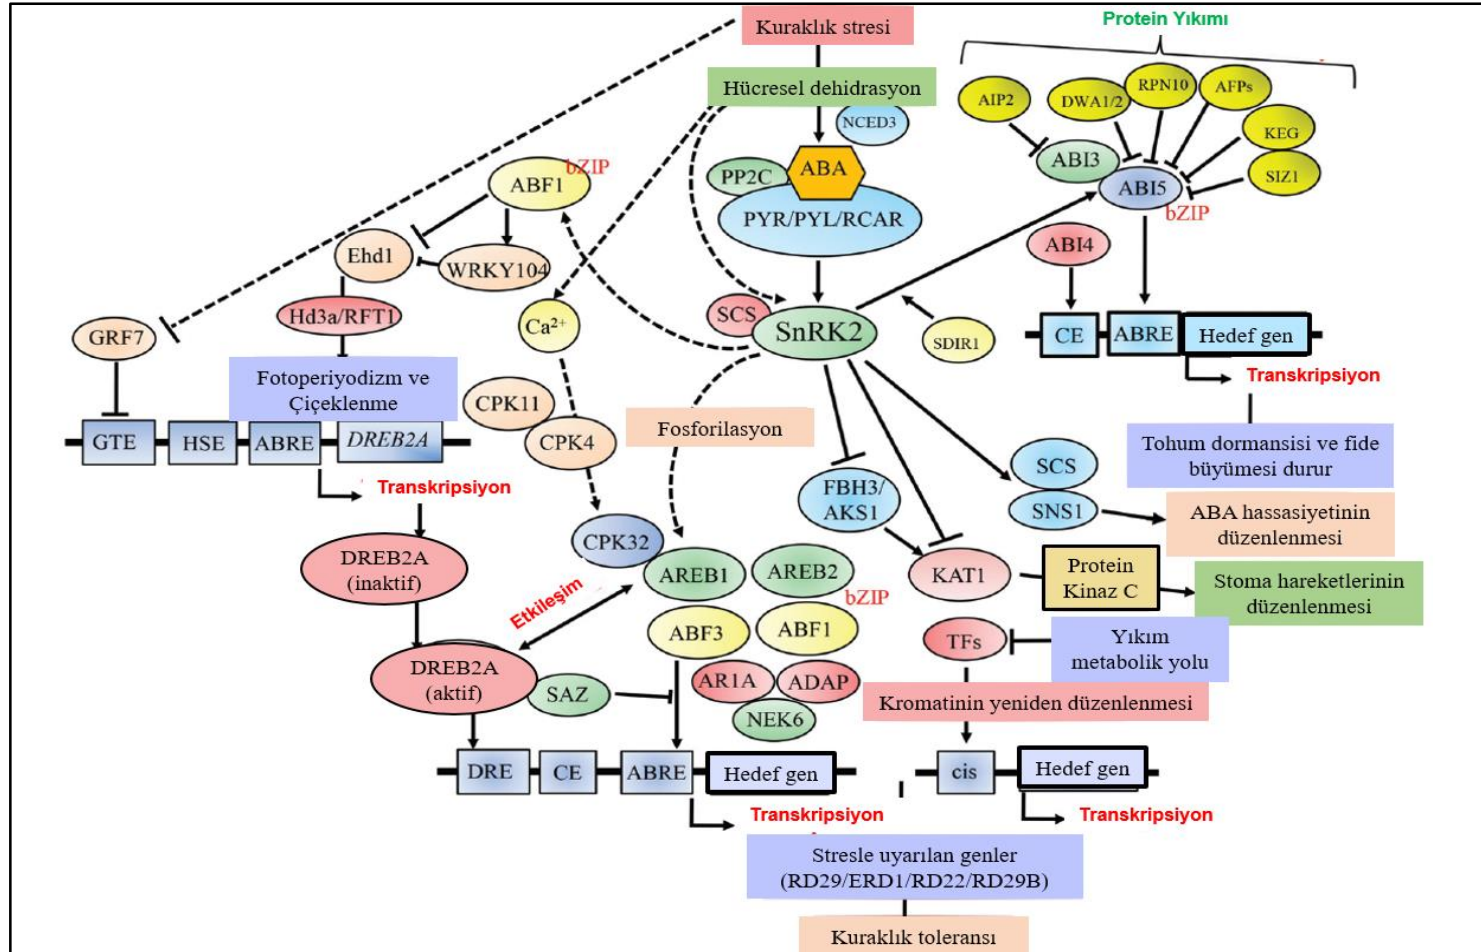 Kuraklık stresi
Protein Yıkımı
Hücresel dehidrasyon
NCED3
AIP2
DWA1/2
RPN10
AFPs
KEG
SIZ1
ABI3
ABI5
bZIP
ABF1
bZIP
PP2C
ABA
PYR/PYL/RCAR
ABI4
Ehd1
WRKY104
Hd3a/RFT1
GRF7
Ca2+
SCS
SnRK2
SDIR1
CE
ABRE
Hedef gen
Transkripsiyon
Fotoperiyodizm ve
Çiçeklenme
CPK11
CPK4
Fosforilasyon
GTE
HSE
ABRE
DREB2A
Transkripsiyon
Tohum dormansisi ve fide
büyümesi durur
SCS
SNS1
ABA hassasiyetinin
düzenlenmesi
FBH3/
AKS1
CPK32
AREB1
AREB2
bZIP
KAT1
Protein
Kinaz C
Stoma hareketlerinin
düzenlenmesi
DREB2A
(inaktif)
Etkileşim
ABF3
ABF1
TFs
Yıkım
metabolik yolu
DREB2A
(aktif)
SAZ
AR1A
ADAP
NEK6
Kromatinin yeniden düzenlenmesi
DRE
CE
ABRE
Hedef gen
cis
Hedef gen
Transkripsiyon
Transkripsiyon
Stresle uyarılan genler
(RD29/ERD1/RD22/RD29B)
Kuraklık toleransı